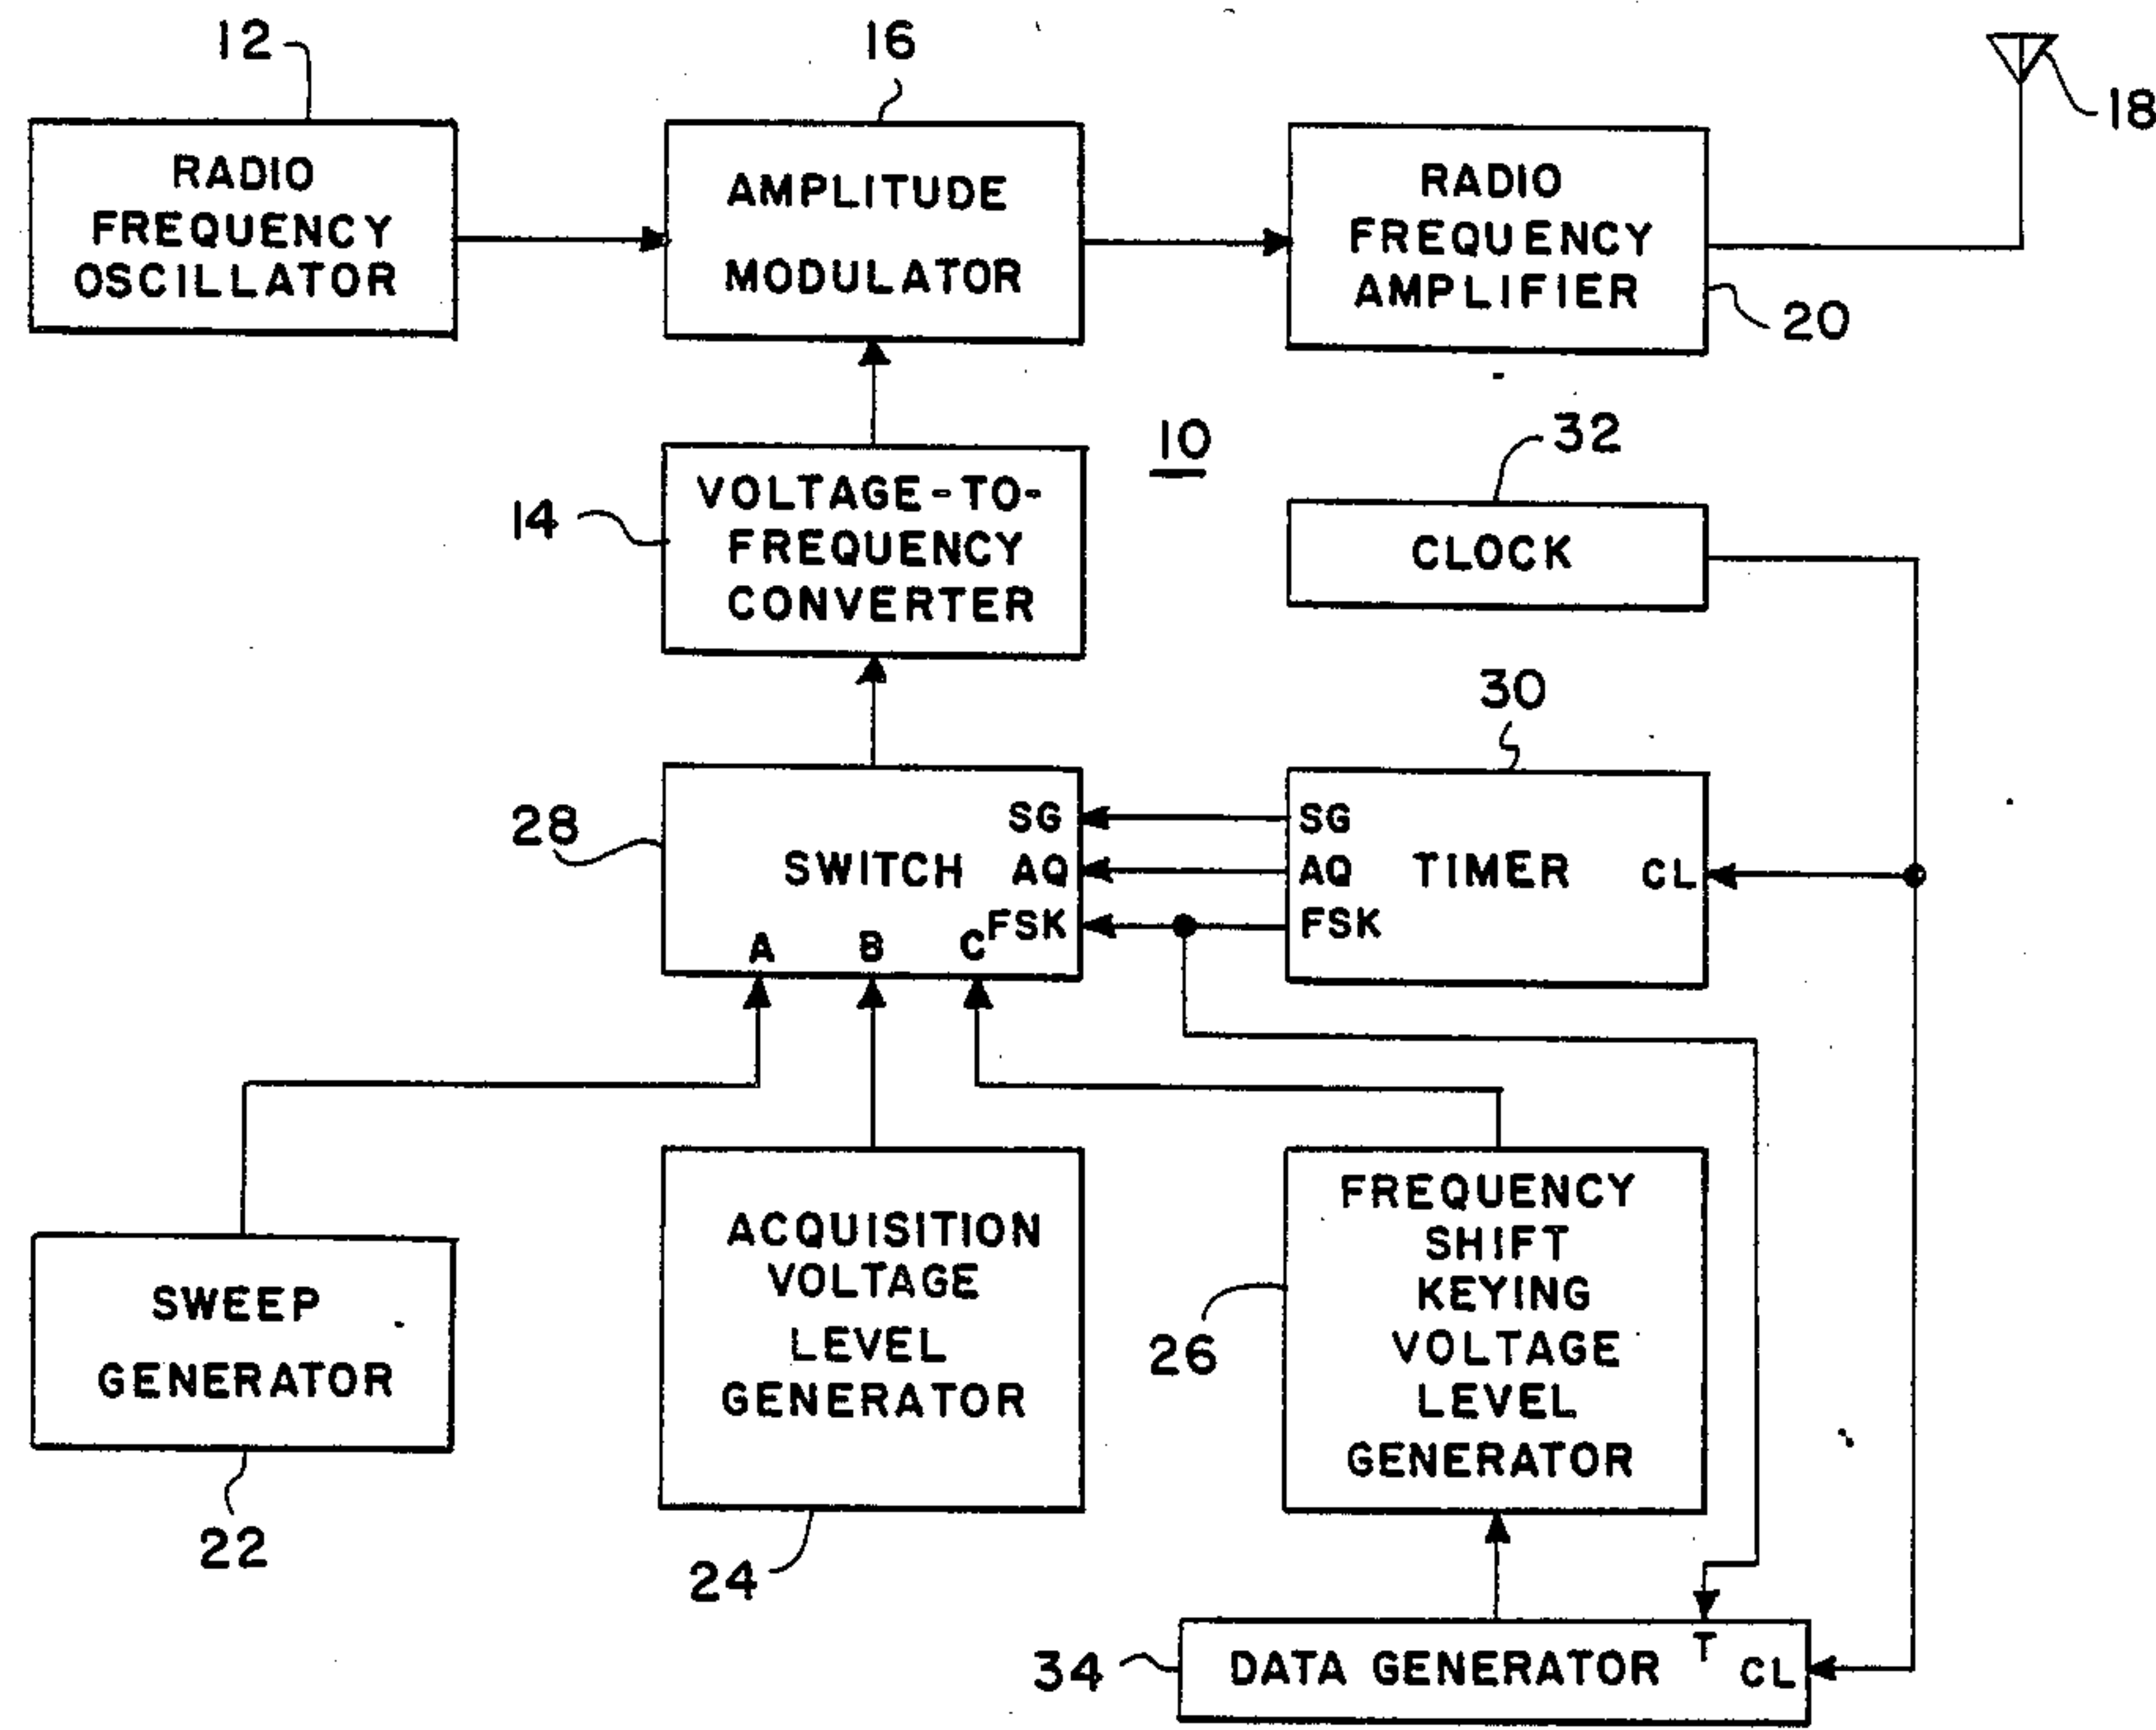 12
16
18
RADIO
FREQUENCY
OSCILLATOR
AMPLITUDE
MODULATOR
RADIO
FREQUENCY
AMPLIFIER
20
10
32
14
VOLTAGE-TO-
FREQUENCY
CONVERTER
CLOCK
30
28
SWITCH
SG
AQ
FSK
A
B
C
SG
AQ
FSK
TIMER
CL
SWEEP
GENERATOR
22
ACQUISITION
VOLTAGE
LEVEL
GENERATOR
24
FREQUENCY
SHIFT
KEYING
VOLTAGE
LEVEL
GENERATOR
26
34
DATA GENERATOR
T
CL